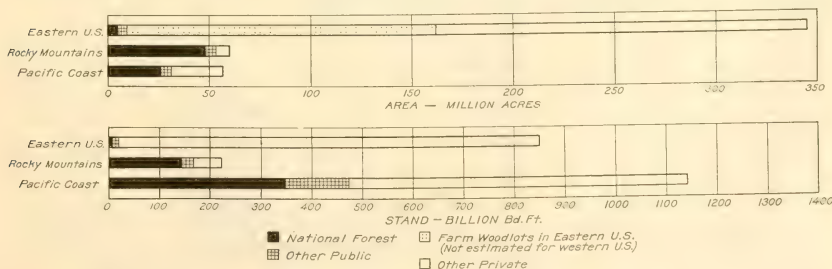 Eastern U.S.
Rocky Mountains
Pacific Coast
0 50 100 150 200 250 300 350
AREA — MILLION ACRES
Eastern U.S.
Rocky Mountains
Pacific Coast
0 100 200 300 400 500 600 700 800 900 1000 1100 1200 1300 1400
STAND — BILLION Bd. Ft.
National Forest
Farm Woodlots in Eastern U.S.
(Not estimated for western U.S.)
Other Public
Other Private